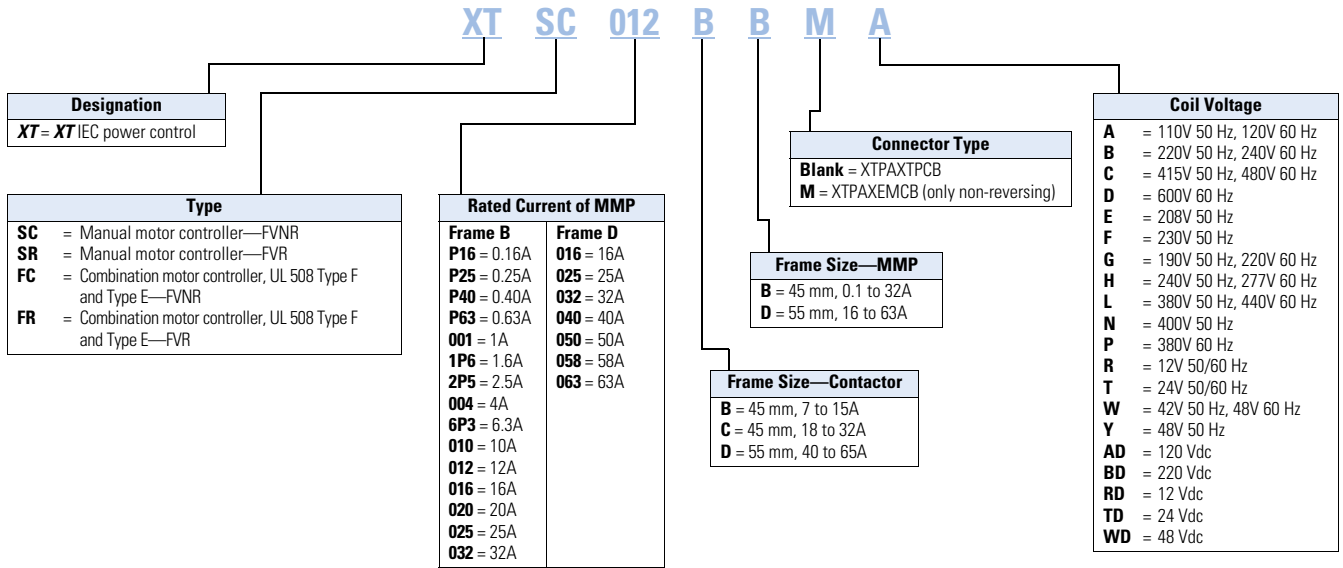 XT SC 012 B B M A
Designation
XT = XT IEC power control
Type
SC = Manual motor controller—FVNR
SR = Manual motor controller—FVR
FC = Combination motor controller, UL 508 Type F
and Type E—FVNR
FR = Combination motor controller, UL 508 Type F
and Type E—FVR
Rated Current of MMP
Frame B
P16 = 0.16A
P25 = 0.25A
P40 = 0.40A
P63 = 0.63A
001 = 1A
1P6 = 1.6A
2P5 = 2.5A
004 = 4A
6P3 = 6.3A
010 = 10A
012 = 12A
016 = 16A
020 = 20A
025 = 25A
032 = 32A
Frame D
016 = 16A
025 = 25A
032 = 32A
040 = 40A
050 = 50A
058 = 58A
063 = 63A
Frame Size—Contactor
B = 45 mm, 7 to 15A
C = 45 mm, 18 to 32A
D = 55 mm, 40 to 65A
Frame Size—MMP
B = 45 mm, 0.1 to 32A
D = 55 mm, 16 to 63A
Connector Type
Blank = XTPAXTPCB
M = XTPAXEMCB (only non-reversing)
Coil Voltage
A = 110V 50 Hz, 120V 60 Hz
B = 220V 50 Hz, 240V 60 Hz
C = 415V 50 Hz, 480V 60 Hz
D = 600V 60 Hz
E = 208V 50 Hz
F = 230V 50 Hz
G = 190V 50 Hz, 220V 60 Hz
H = 240V 50 Hz, 277V 60 Hz
L = 380V 50 Hz, 440V 60 Hz
N = 400V 50 Hz
P = 380V 60 Hz
R = 12V 50/60 Hz
T = 24V 50/60 Hz
W = 42V 50 Hz, 48V 60 Hz
Y = 48V 50 Hz
AD = 120 Vdc
BD = 220 Vdc
RD = 12 Vdc
TD = 24 Vdc
WD = 48 Vdc